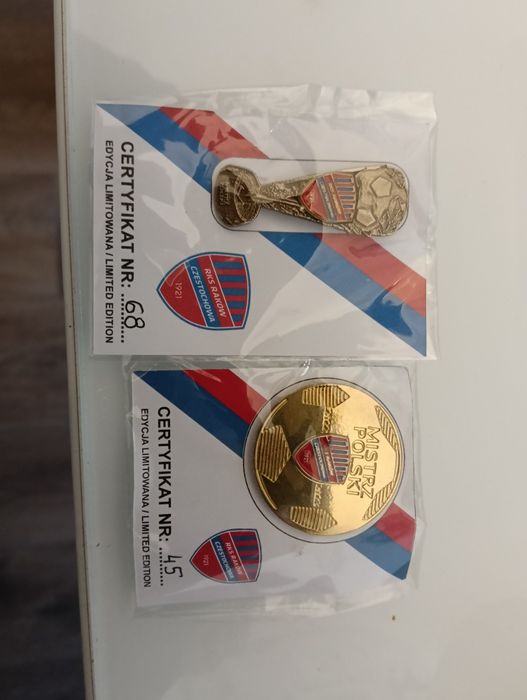 CERTYFIKAT NR: 68
EDYCJA LIMITOWANA / LIMITED EDITION
RKS RAKÓW
CZĘSTOCHOWA
1921
MISTRZ
POLSKI
CERTYFIKAT NR: 45
EDYCJA LIMITOWANA / LIMITED EDITION
RKS RAKÓW
CZĘSTOCHOWA
1921